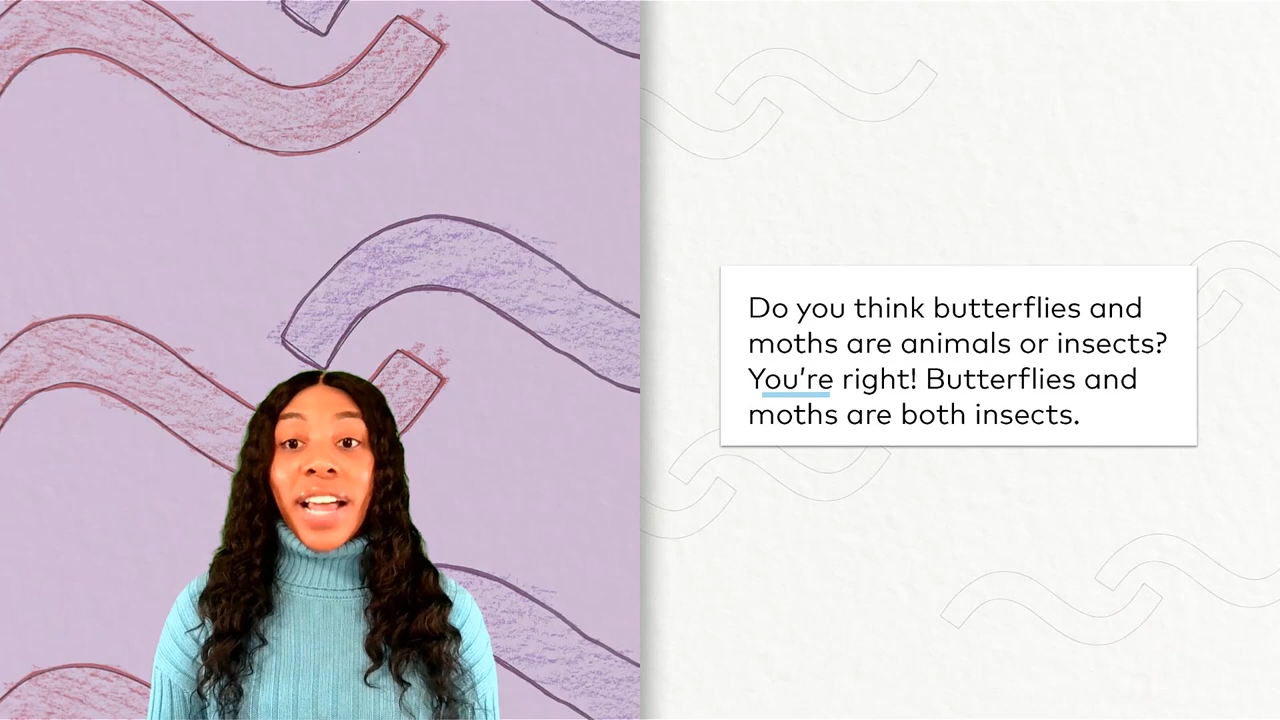 Do you think butterflies and
moths are animals or insects?
You’re right! Butterflies and
moths are both insects.